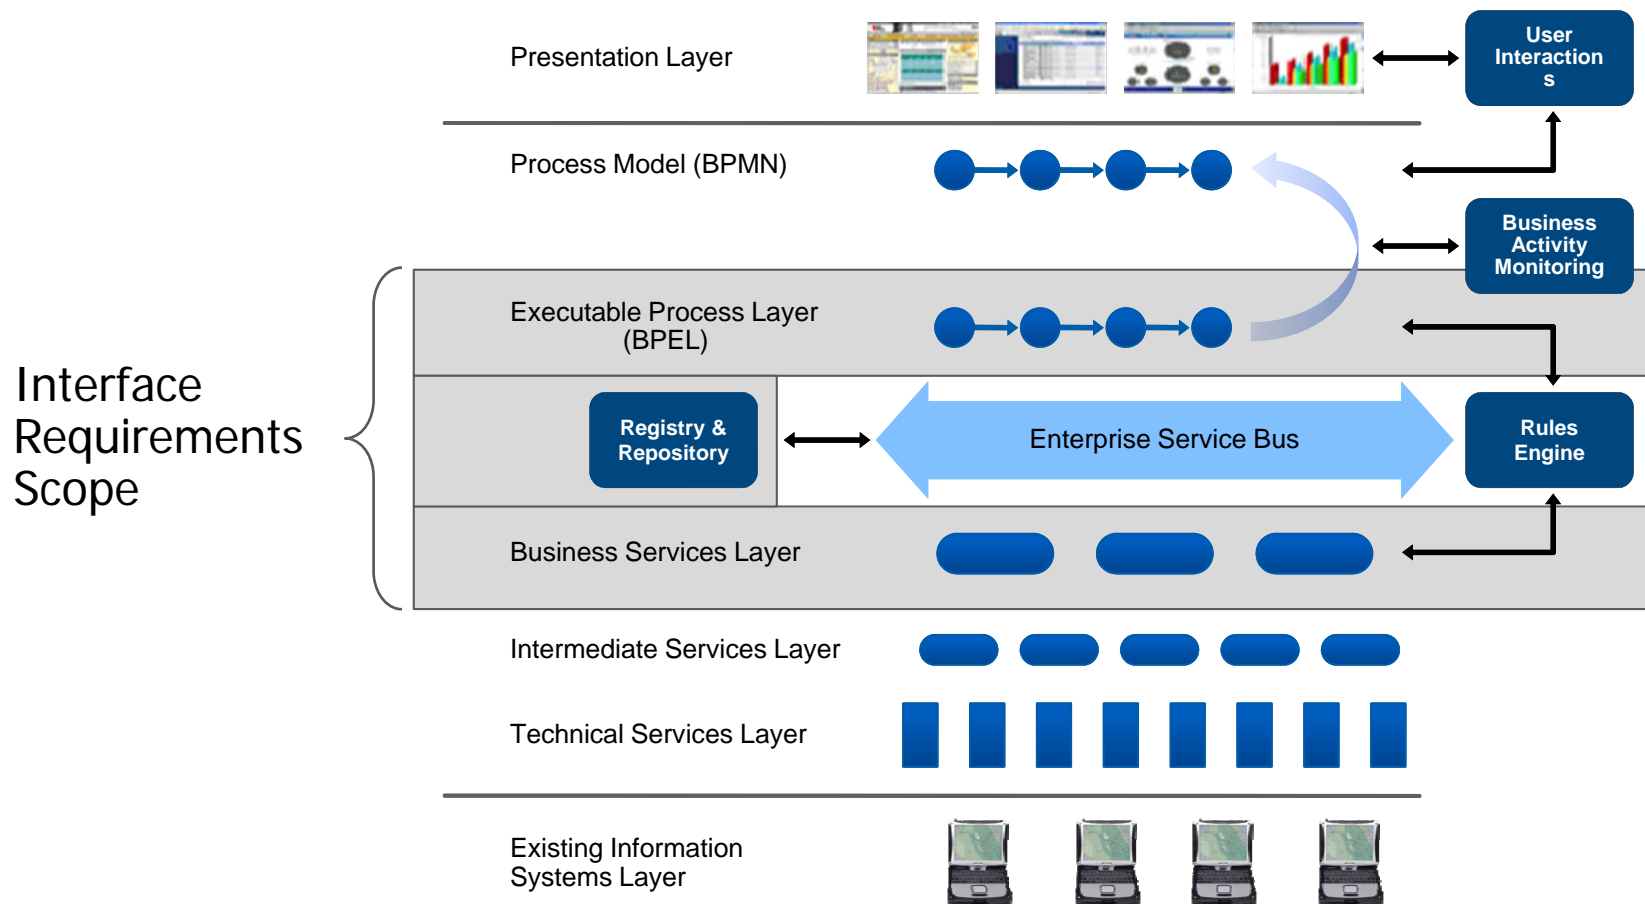 Presentation Layer
User
Interaction
s
Process Model (BPMN)
Business
Activity
Monitoring
Executable Process Layer
(BPEL)
Interface
Requirements
Scope
Registry &
Repository
Enterprise Service Bus
Rules
Engine
Business Services Layer
Intermediate Services Layer
Technical Services Layer
Existing Information
Systems Layer